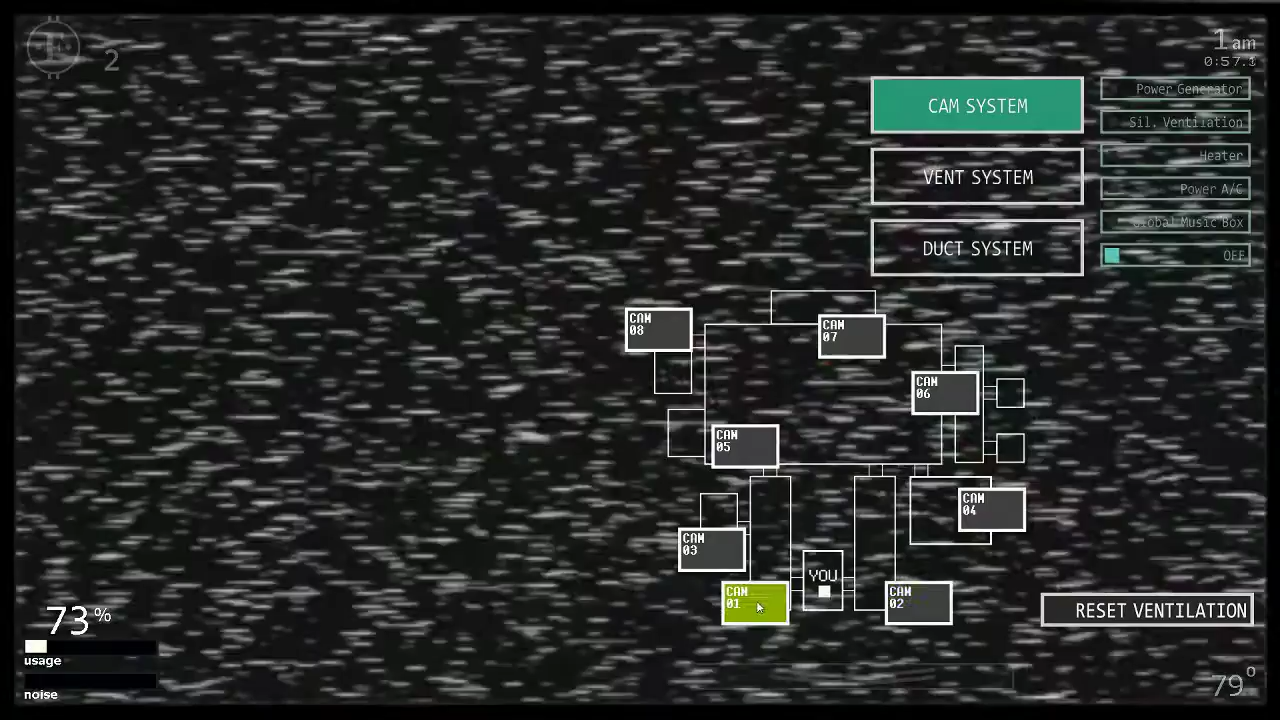 2
1 am
0:57.3
CAM SYSTEM
Power Generator
Sil. Ventilation
VENT SYSTEM
Heater
Power A/C
DUCT SYSTEM
Global Music Box
OFF
CAM
08
CAM
07
CAM
06
CAM
05
CAM
04
CAM
03
YOU
CAM
01
CAM
02
RESET VENTILATION
73%
usage
noise
79°